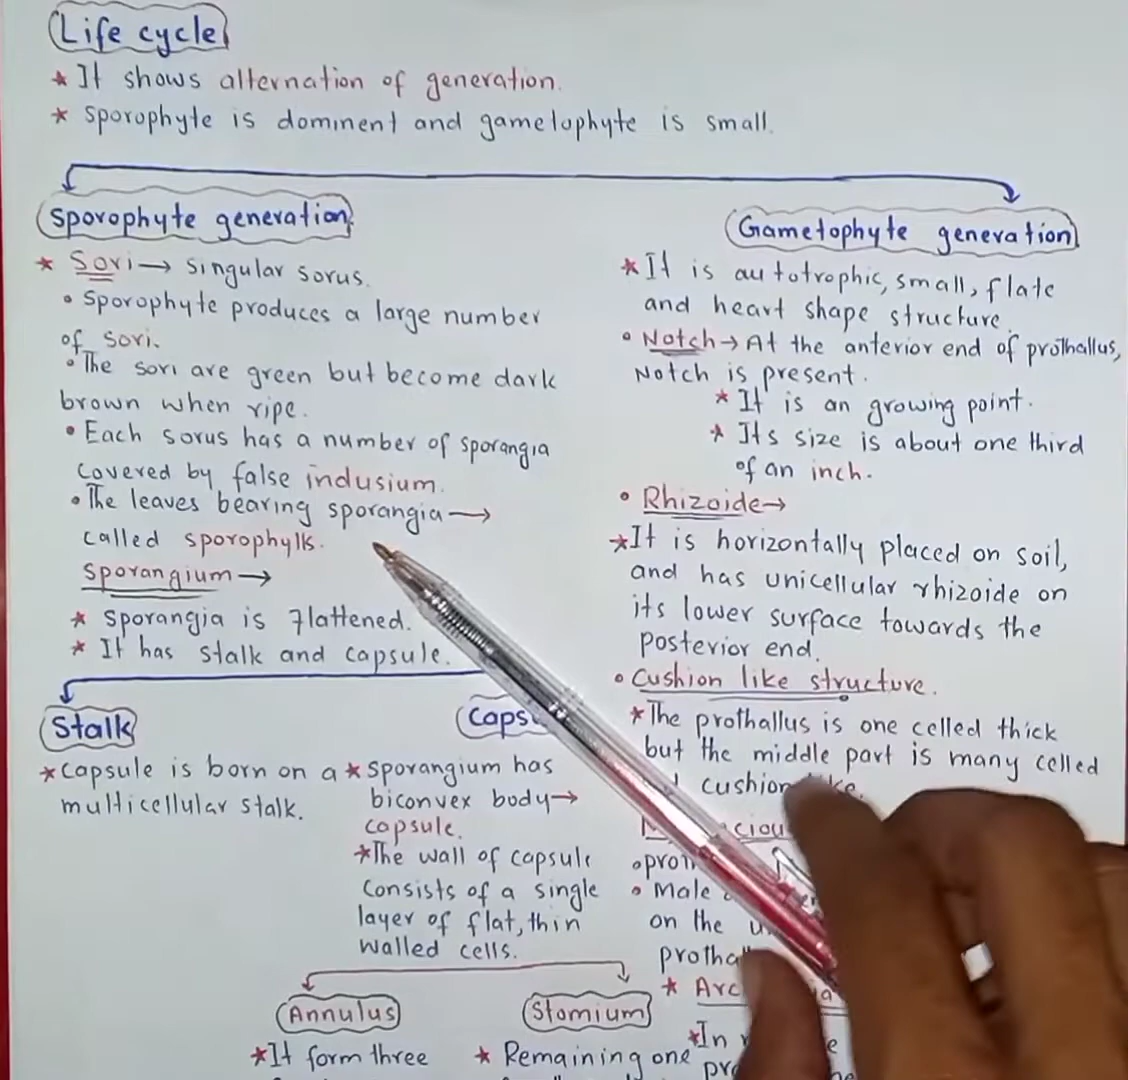 Life cycle
* It shows alternation of generation.
* Sporophyte is dominent and gametophyte is small.
Sporophyte generation
* Sori → singular sorus.
• Sporophyte produces a large number
of sori.
• The sori are green but become dark
brown when ripe.
• Each sorus has a number of sporangia
covered by false indusium.
• The leaves bearing sporangia →
called sporophylls.
Sporangium →
* Sporangia is flattened.
* It has stalk and capsule.
Stalk
* Capsule is born on a
multicellular stalk.
* Sporangium has
biconvex body →
capsule.
* The wall of capsule
consists of a single
layer of flat, thin
walled cells.
Annulus
* It form three
Stomium
* Remaining one
Gametophyte generation
* It is autotrophic, small, flate
and heart shape structure.
• Notch → At the anterior end of prothallus,
Notch is present.
* It is an growing point.
* Its size is about one third
of an inch.
• Rhizoide →
* It is horizontally placed on soil,
and has unicellular rhizoide on
its lower surface towards the
posterior end.
• Cushion like structure.
* The prothallus is one celled thick
but the middle part is many celled
cushion
• Male
on the
* In